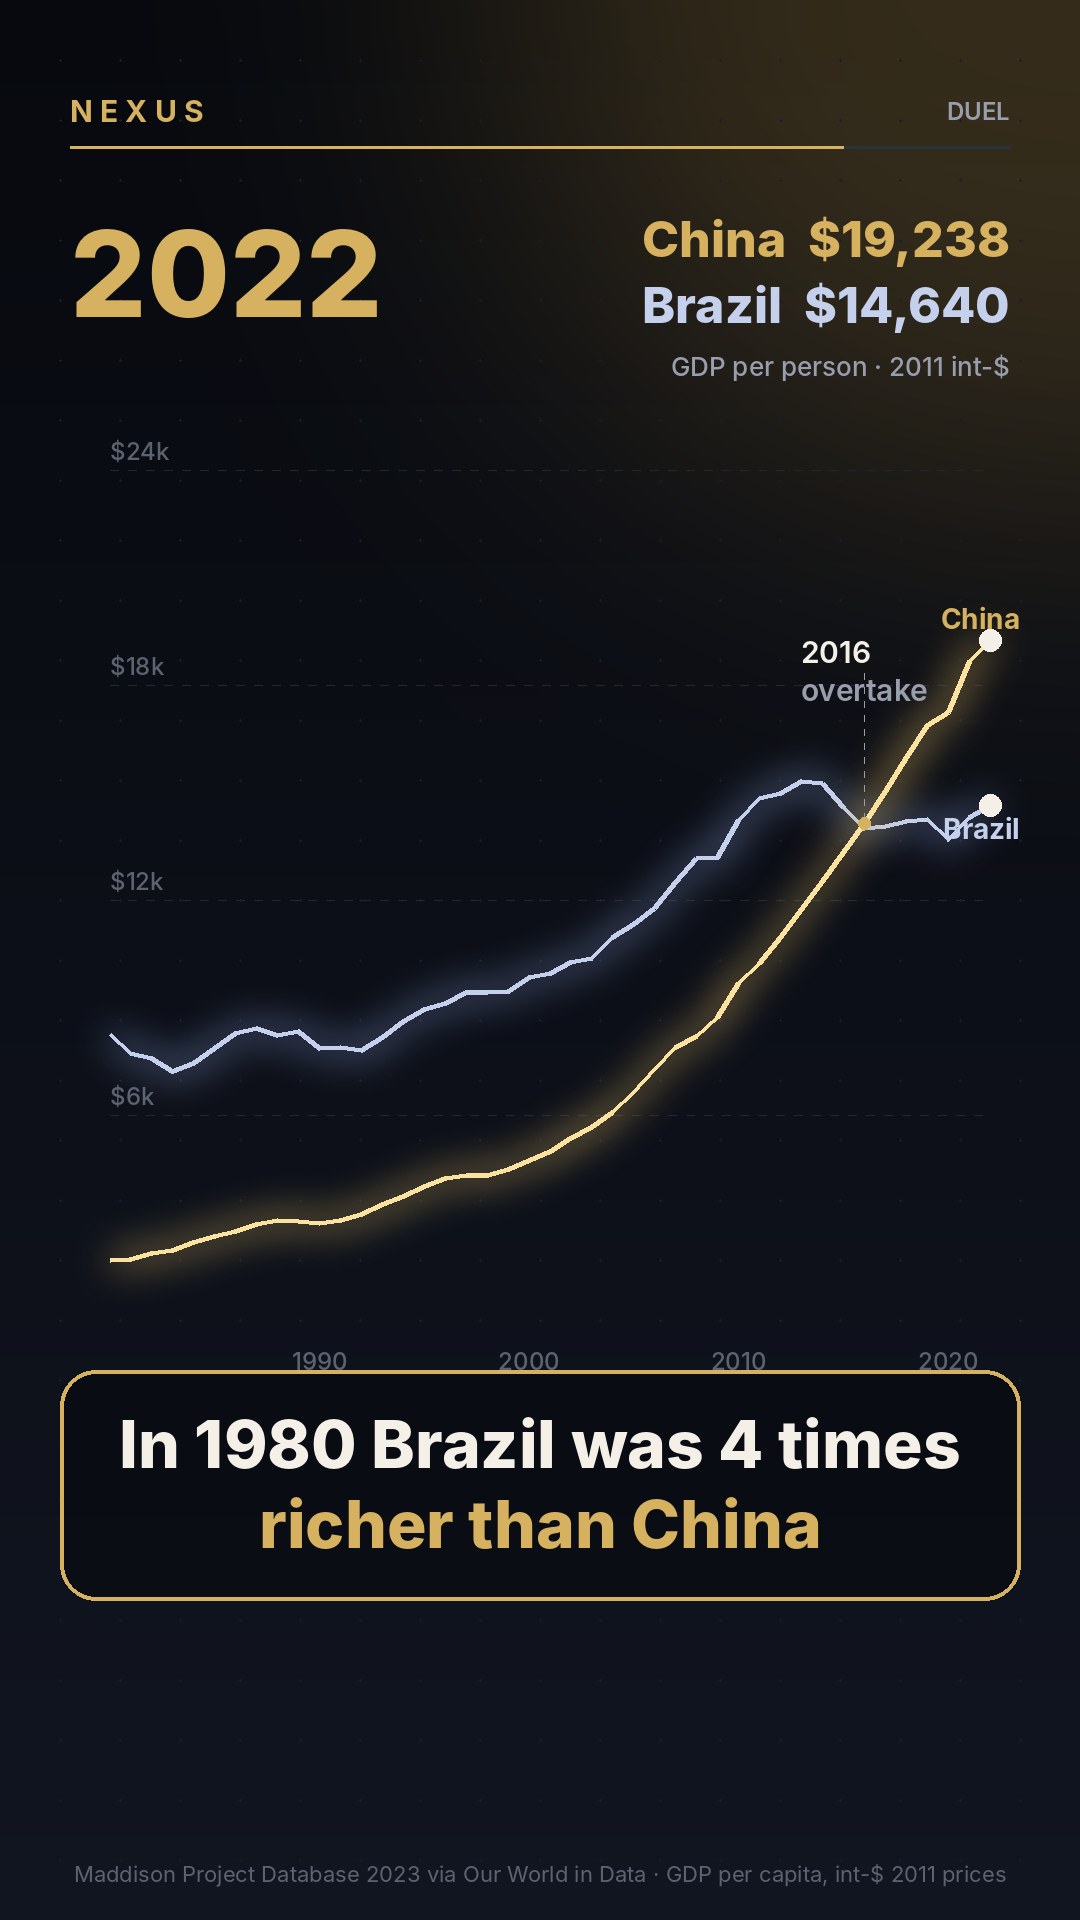 NEXUS
DUEL
2022
China $19,238
Brazil $14,640
GDP per person · 2011 int-$
$24k
China
2016
overtake
$18k
Brazil
$12k
$6k
1990 2000 2010 2020
In 1980 Brazil was 4 times
richer than China
Maddison Project Database 2023 via Our World in Data · GDP per capita, int-$ 2011 prices